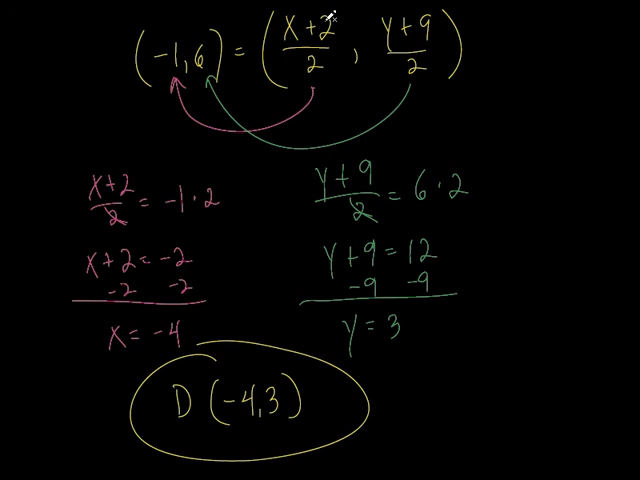 (-1,6) = (X+2/2, Y+9/2)
X+2/2 = -1·2
X+2=-2
-2 -2
X=-4
Y+9/2 = 6·2
Y+9=12
-9 -9
Y=3
D(-4,3)